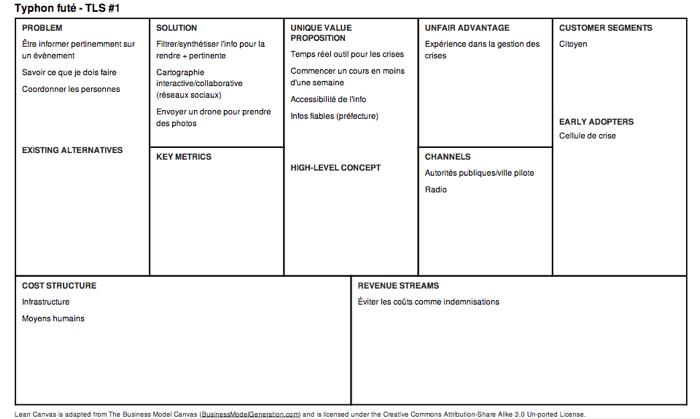 Typhon futé - TLS #1
PROBLEM
Être informer pertinemment sur
un évènement
Savoir ce que je dois faire
Coordonner les personnes
EXISTING ALTERNATIVES
SOLUTION
Filtrer/synthétiser l'info pour la
rendre + pertinente
Cartographie
interactive/collaborative
(réseaux sociaux)
Envoyer un drone pour prendre
des photos
KEY METRICS
UNIQUE VALUE
PROPOSITION
Temps réel outil pour les crises
Commencer un cours en moins
d'une semaine
Accessibilité de l'info
Infos fiables (préfecture)
HIGH-LEVEL CONCEPT
UNFAIR ADVANTAGE
Expérience dans la gestion des
crises
CHANNELS
Autorités publiques/ville pilote
Radio
CUSTOMER SEGMENTS
Citoyen
EARLY ADOPTERS
Cellule de crise
COST STRUCTURE
Infrastructure
Moyens humains
REVENUE STREAMS
Éviter les coûts comme indemnisations
Lean Canvas is adapted from The Business Model Canvas (BusinessModelGeneration.com) and is licensed under the Creative Commons Attribution-Share Alike 3.0 Un-ported License.